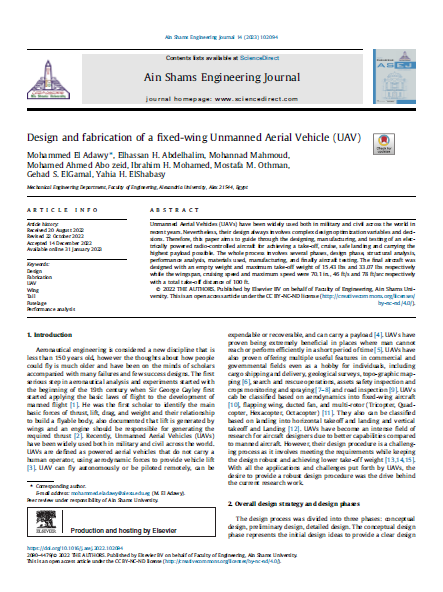 Ain Shams Engineering Journal 14 (2023) 102094
Contents lists available at ScienceDirect
Ain Shams Engineering Journal
journal homepage: www.sciencedirect.com
Design and fabrication of a fixed-wing Unmanned Aerial Vehicle (UAV)
Mohammed El Adawy*, Elhassan H. Abdelhalim, Mohannad Mahmoud,
Mohamed Ahmed Abo zeid, Ibrahim H. Mohamed, Mostafa M. Othman,
Gehad S. ElGamal, Yahia H. ElShabasy
Mechanical Engineering Department, Faculty of Engineering, Alexandria University, Alex 21544, Egypt
ARTICLE INFO
Article history:
Received 20 August 2022
Revised 22 October 2022
Accepted 14 December 2022
Available online 31 January 2023
Keywords:
Design
Fabrication
UAV
Wing
Tail
Fuselage
Performance analysis
ABSTRACT
Unmanned Aerial Vehicles (UAVs) have been widely used both in military and civil across the world in
recent years. Nevertheless, their design always involves complex design optimization variables and deci-
sions. Therefore, this paper aims to guide through the designing, manufacturing, and testing of an elec-
trically powered radio-controlled aircraft for achieving a take-off, cruise, safe landing and carrying the
highest payload possible. The whole process involved several phases, design phase, structural analysis,
performance analysis, materials used, manufacturing, and finally aircraft testing. The final aircraft was
designed with an empty weight and maximum take-off weight of 15.43 lbs and 33.07 lbs respectively
while the wingspan, cruising speed and maximum speed were 70.1 in., 46 ft/s and 78 ft/sec respectively
with a total take-off distance of 100 ft.
© 2022 THE AUTHORS. Published by Elsevier BV on behalf of Faculty of Engineering, Ain Shams Uni-
versity. This is an open access article under the CC BY-NC-ND license (http://creativecommons.org/licenses/
by-nc-nd/4.0/).
1. Introduction
Aeronautical engineering is considered a new discipline that is
less than 150 years old, however the thoughts about how people
could fly is much older and have been on the minds of scholars
accompanied with many failures and few success designs. The first
serious step in aeronautical analysis and experiments started with
the beginning of the 19th century when Sir George Cayley first
started applying the basic laws of flight to the development of
manned flight [1]. He was the first scholar to identify the main
basic forces of thrust, lift, drag, and weight and their relationship
to build a flyable body, also documented that lift is generated by
wings and an engine should be responsible for generating the
required thrust [2]. Recently, Unmanned Aerial Vehicles (UAVs)
have been widely used both in military and civil across the world.
UAVs are defined as powered aerial vehicles that do not carry a
human operator, using aerodynamic forces to provide vehicle lift
[3]. UAV can fly autonomously or be piloted remotely, can be
* Corresponding author.
E-mail address: mohammed.eladawy@alexu.edu.eg (M. El Adawy).
Peer review under responsibility of Ain Shams University.
ELSEVIER
Production and hosting by Elsevier
expendable or recoverable, and can carry a payload [4]. UAVs have
proven being extremely beneficial in places where man cannot
reach or perform efficiently in a short period of time [5]. UAVs have
also proven offering multiple useful features in commercial and
governmental fields even as a hobby for individuals, including
cargo shipping and delivery, geological surveys, topo-graphic map-
ping [6], search and rescue operations, assets safety inspection and
crops monitoring and spraying [7–8] and road inspection [9]. UAVs
can be classified based on aerodynamics into fixed-wing aircraft
[10], flapping wing, ducted fan, and multi-rotor (Tricopter, Quad-
copter, Hexacopter, Octacopter) [11]. They also can be classified
based on landing into horizontal takeoff and landing and vertical
takeoff and Landing [12]. UAVs have become an intense field of
research for aircraft designers due to better capabilities compared
to manned aircraft. However, their design procedure is a challeng-
ing process as it involves meeting the requirements while keeping
the design robust and achieving lower take-off weight [13,14,15].
With all the applications and challenges put forth by UAVs, the
desire to provide a robust design procedure was the drive behind
the current research work.
2. Overall design strategy and design phases
The design process was divided into three phases: conceptual
design, preliminary design, detailed design. The conceptual design
phase represents the initial design ideas to provide a clear design
https://doi.org/10.1016/j.asej.2022.102094
2090-4479/© 2022 THE AUTHORS. Published by Elsevier BV on behalf of Faculty of Engineering, Ain Shams University.
This is an open access article under the CC BY-NC-ND license (http://creativecommons.org/licenses/by-nc-nd/4.0/).